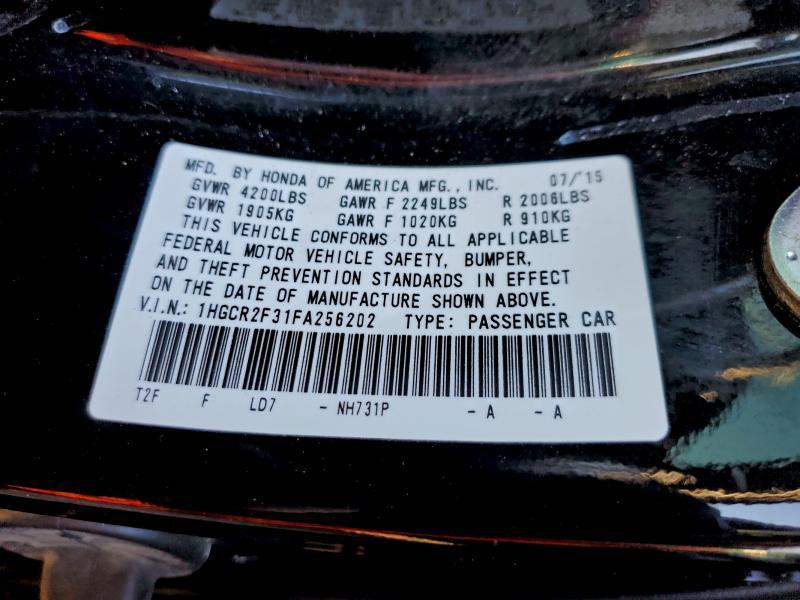 MFD. BY HONDA OF AMERICA MFG., INC. 07/'15
GVWR 4200LBS GAWR F 2249LBS R 2006LBS
GVWR 1905KG GAWR F 1020KG R 910KG
THIS VEHICLE CONFORMS TO ALL APPLICABLE
FEDERAL MOTOR VEHICLE SAFETY, BUMPER,
AND THEFT PREVENTION STANDARDS IN EFFECT
ON THE DATE OF MANUFACTURE SHOWN ABOVE.
V.I.N.: 1HGCR2F31FA256202 TYPE: PASSENGER CAR
T2F F LD7 - NH731P - A - A